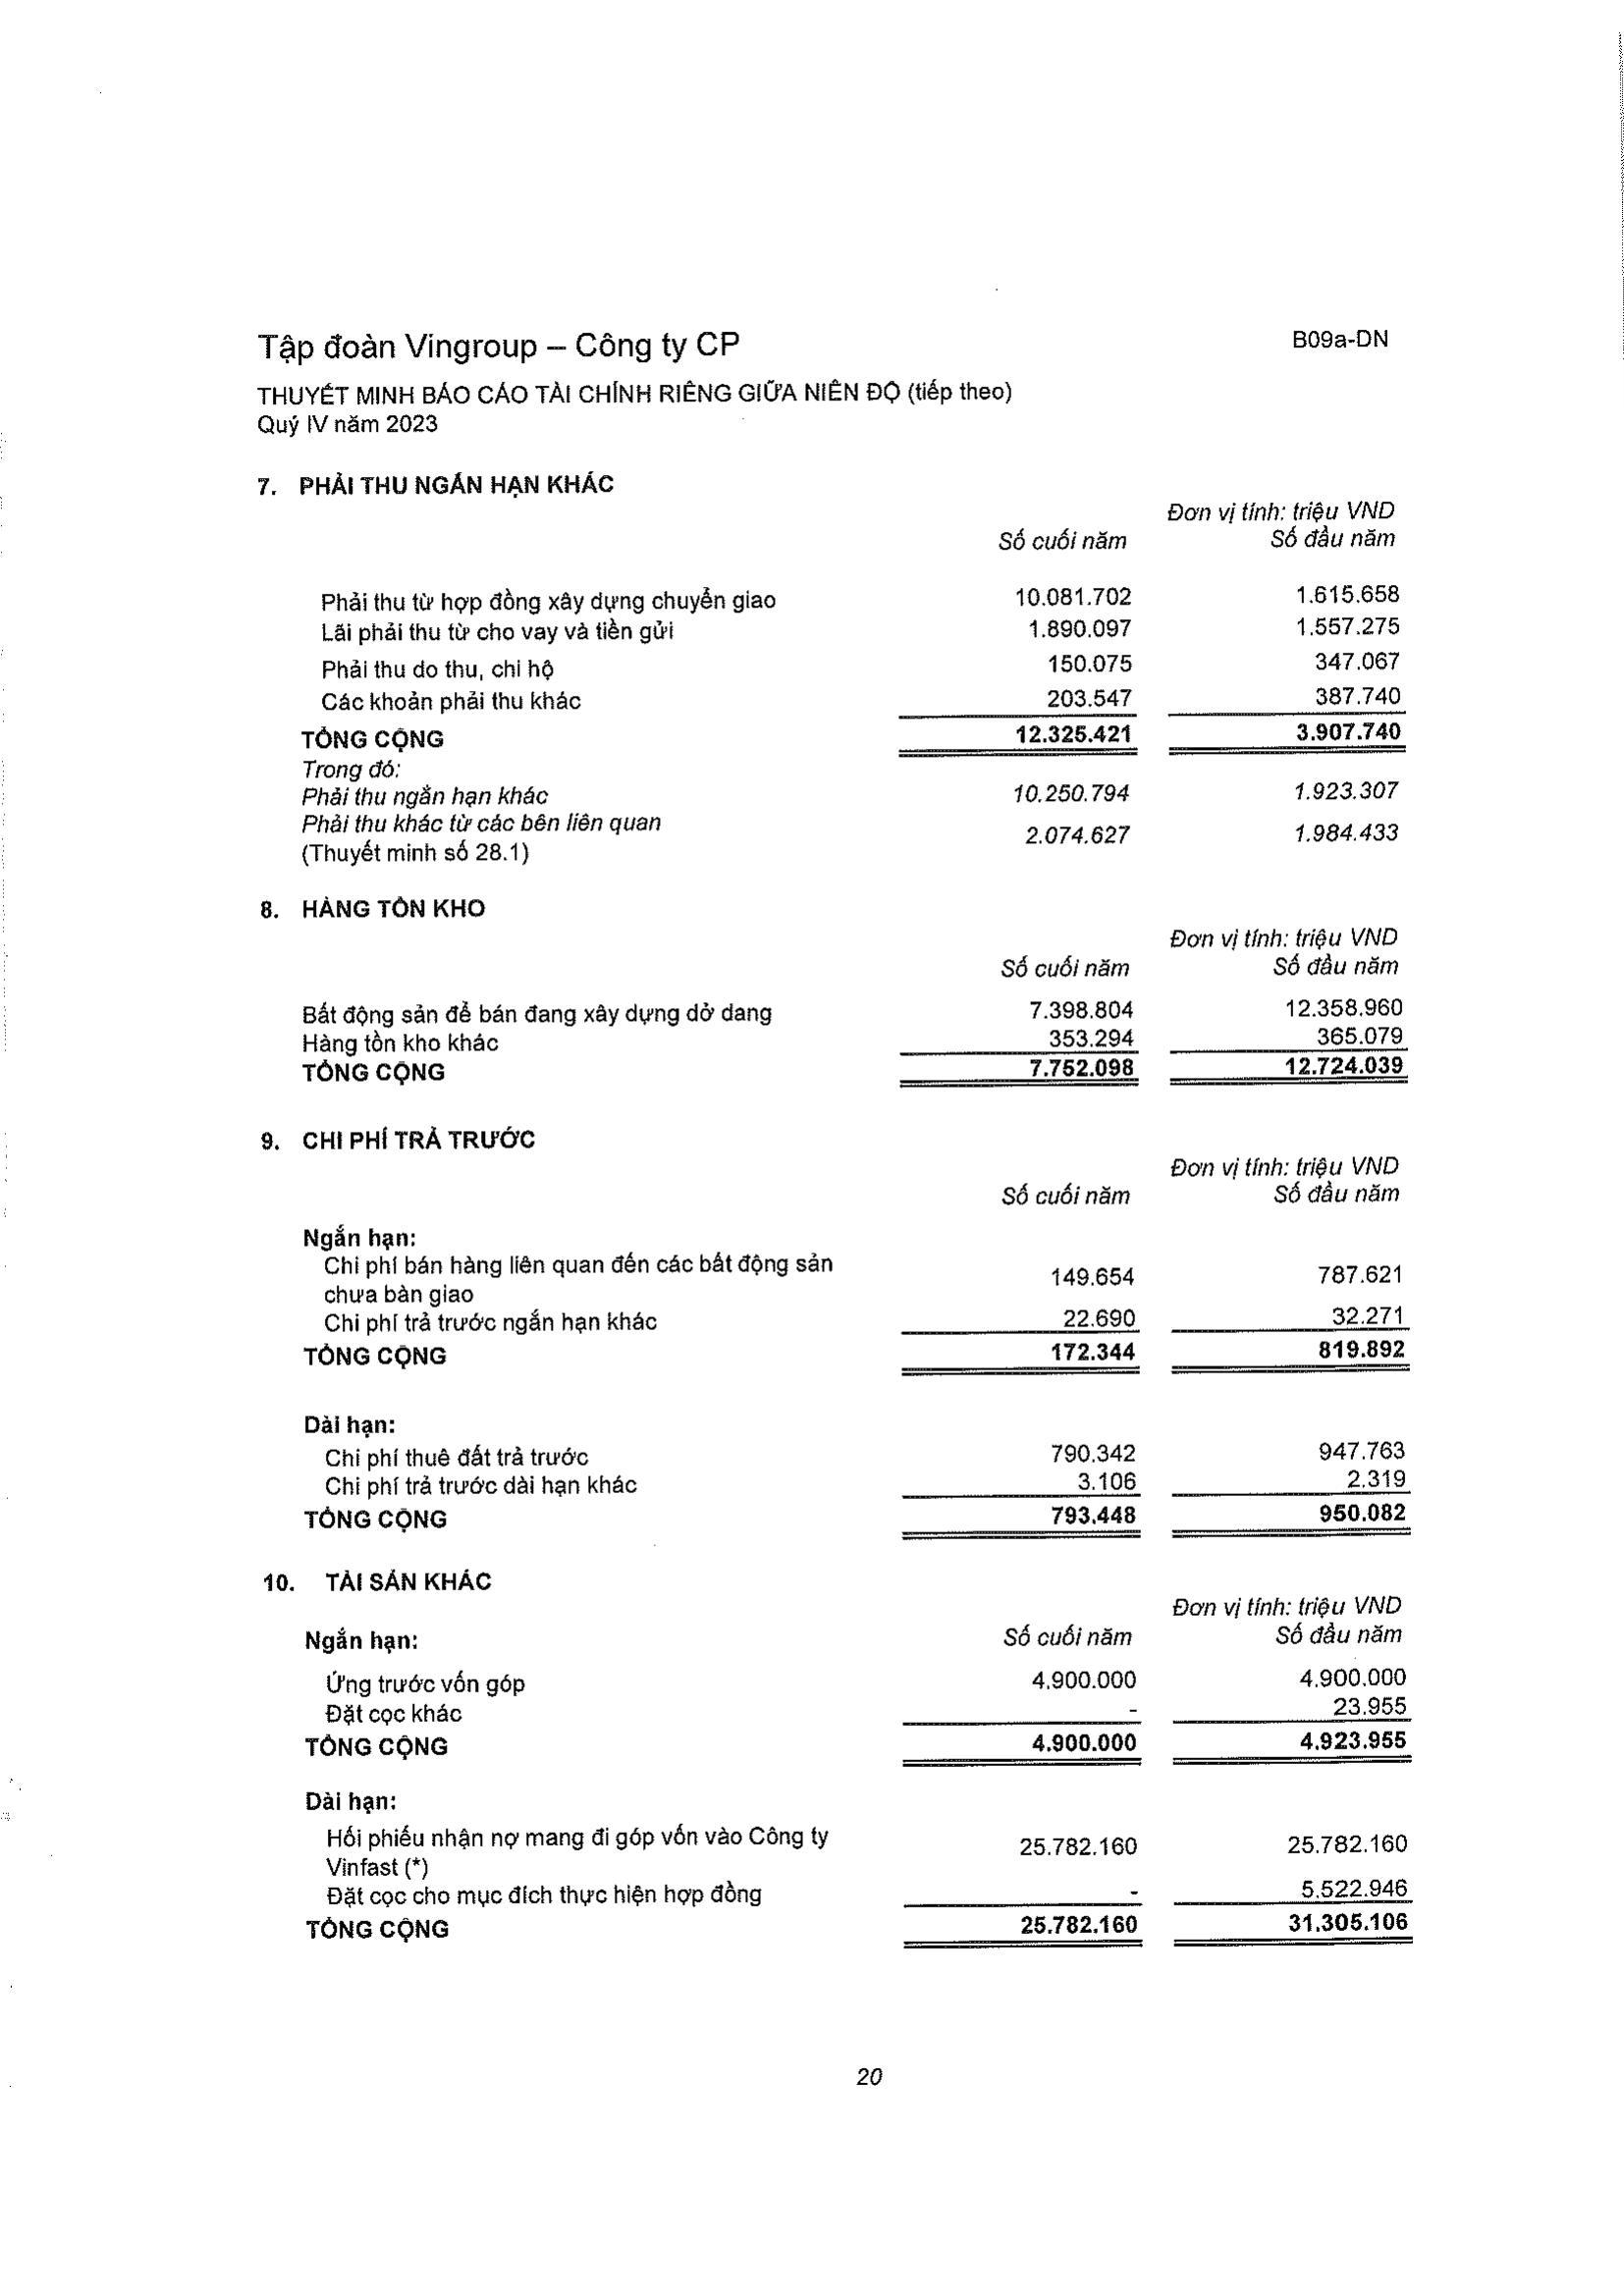 Tập đoàn Vingroup – Công ty CP B09a-DN
THUYẾT MINH BÁO CÁO TÀI CHÍNH RIÊNG GIỮA NIÊN ĐỘ (tiếp theo)
Quý IV năm 2023
7. PHẢI THU NGẮN HẠN KHÁC
Đơn vị tính: triệu VND
Số cuối năm Số đầu năm
Phải thu từ hợp đồng xây dựng chuyển giao 10.081.702 1.615.658
Lãi phải thu từ cho vay và tiền gửi 1.890.097 1.557.275
Phải thu do thu, chi hộ 150.075 347.067
Các khoản phải thu khác 203.547 387.740
TỔNG CỘNG 12.325.421 3.907.740
Trong đó:
Phải thu ngắn hạn khác 10.250.794 1.923.307
Phải thu khác từ các bên liên quan
(Thuyết minh số 28.1) 2.074.627 1.984.433
8. HÀNG TỒN KHO
Đơn vị tính: triệu VND
Số cuối năm Số đầu năm
Bất động sản để bán đang xây dựng dở dang 7.398.804 12.358.960
Hàng tồn kho khác 353.294 365.079
TỔNG CỘNG 7.752.098 12.724.039
9. CHI PHÍ TRẢ TRƯỚC
Đơn vị tính: triệu VND
Số cuối năm Số đầu năm
Ngắn hạn:
Chi phí bán hàng liên quan đến các bất động sản
chưa bàn giao 149.654 787.621
Chi phí trả trước ngắn hạn khác 22.690 32.271
TỔNG CỘNG 172.344 819.892
Dài hạn:
Chi phí thuê đất trả trước 790.342 947.763
Chi phí trả trước dài hạn khác 3.106 2.319
TỔNG CỘNG 793.448 950.082
10. TÀI SẢN KHÁC
Đơn vị tính: triệu VND
Ngắn hạn: Số cuối năm Số đầu năm
Ứng trước vốn góp 4.900.000 4.900.000
Đặt cọc khác - 23.955
TỔNG CỘNG 4.900.000 4.923.955
Dài hạn:
Hối phiếu nhận nợ mang đi góp vốn vào Công ty
Vinfast (*) 25.782.160 25.782.160
Đặt cọc cho mục đích thực hiện hợp đồng - 5.522.946
TỔNG CỘNG 25.782.160 31.305.106
20